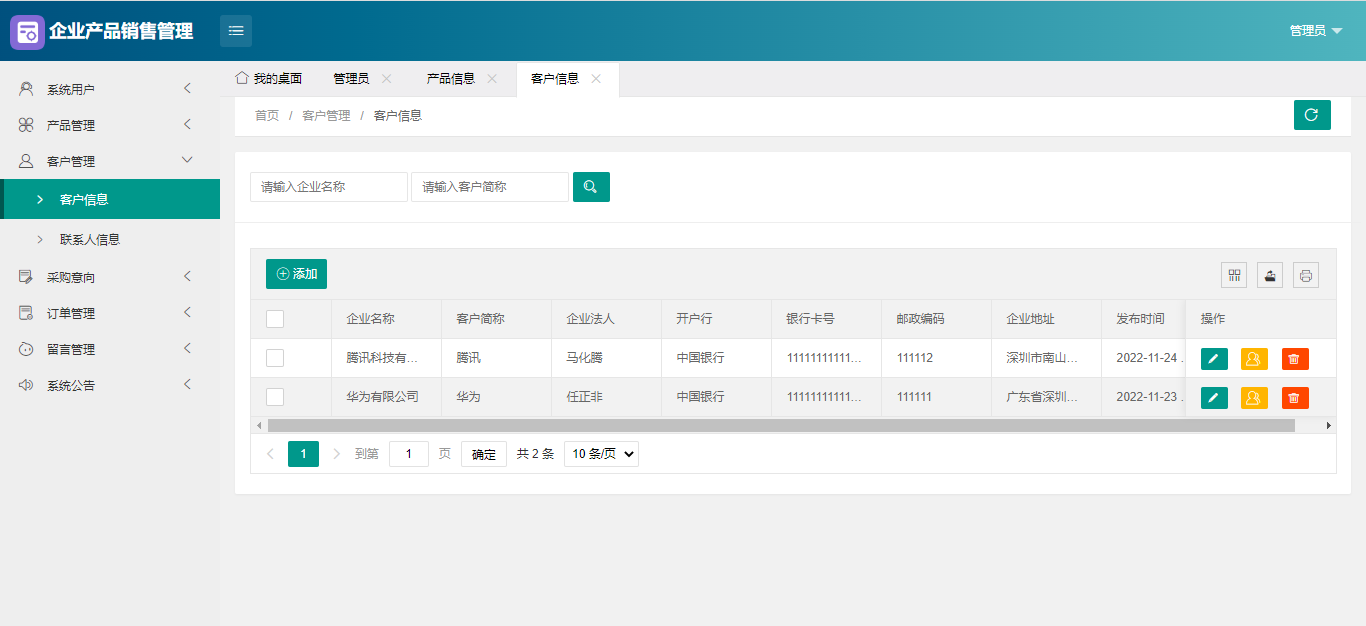 企业产品销售管理
管理员
系统用户
产品管理
客户管理
客户信息
联系人信息
采购意向
订单管理
留言管理
系统公告
我的桌面 管理员 产品信息 客户信息
首页 / 客户管理 / 客户信息
请输入企业名称 请输入客户简称
添加
企业名称 客户简称 企业法人 开户行 银行卡号 邮政编码 企业地址 发布时间 操作
腾讯科技有... 腾讯 马化腾 中国银行 11111111111... 111112 深圳市南山... 2022-11-24 .
华为有限公司 华为 任正非 中国银行 11111111111... 111111 广东省深圳... 2022-11-23 .
1 到第 1 页 确定 共 2 条 10 条/页